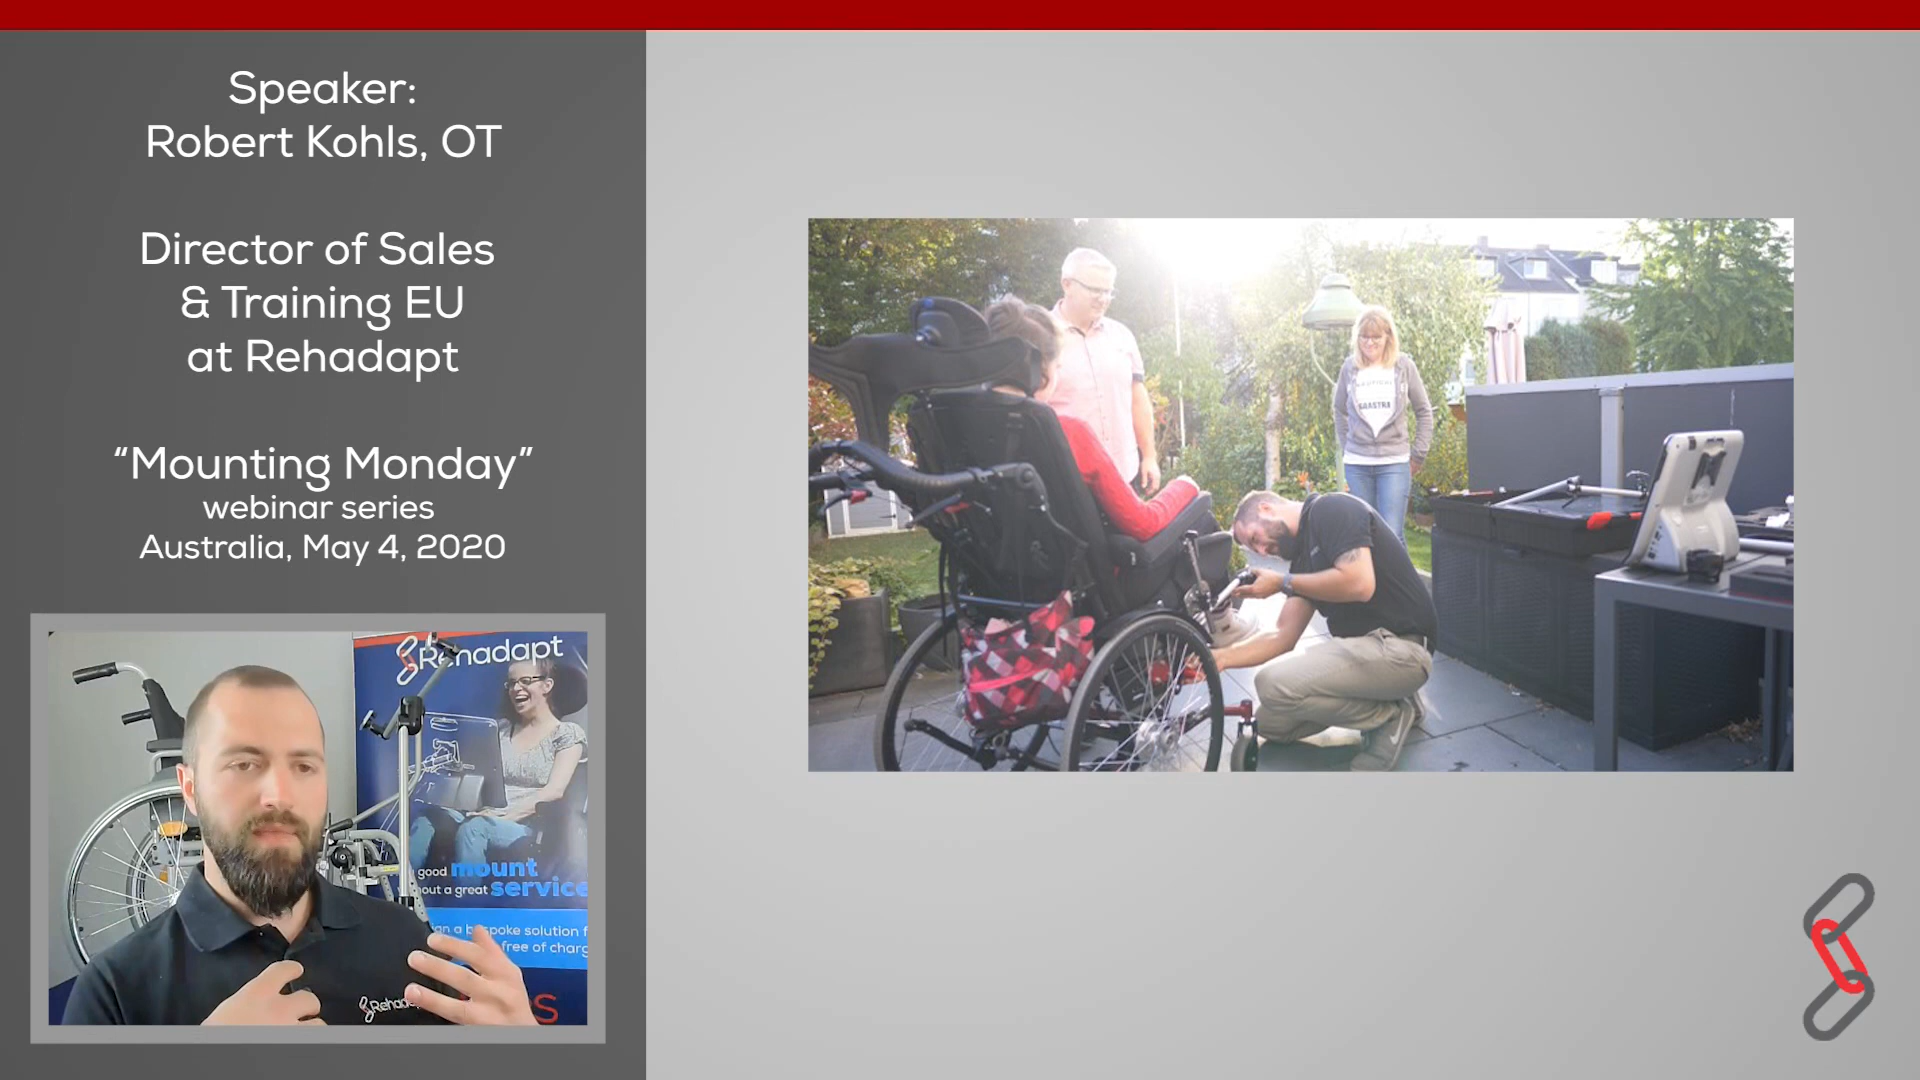 Speaker:
Robert Kohls, OT
Director of Sales
& Training EU
at Rehadapt
“Mounting Monday”
webinar series
Australia, May 4, 2020
Rehadapt
good mount
out a great service
spoke solution f
free of charg